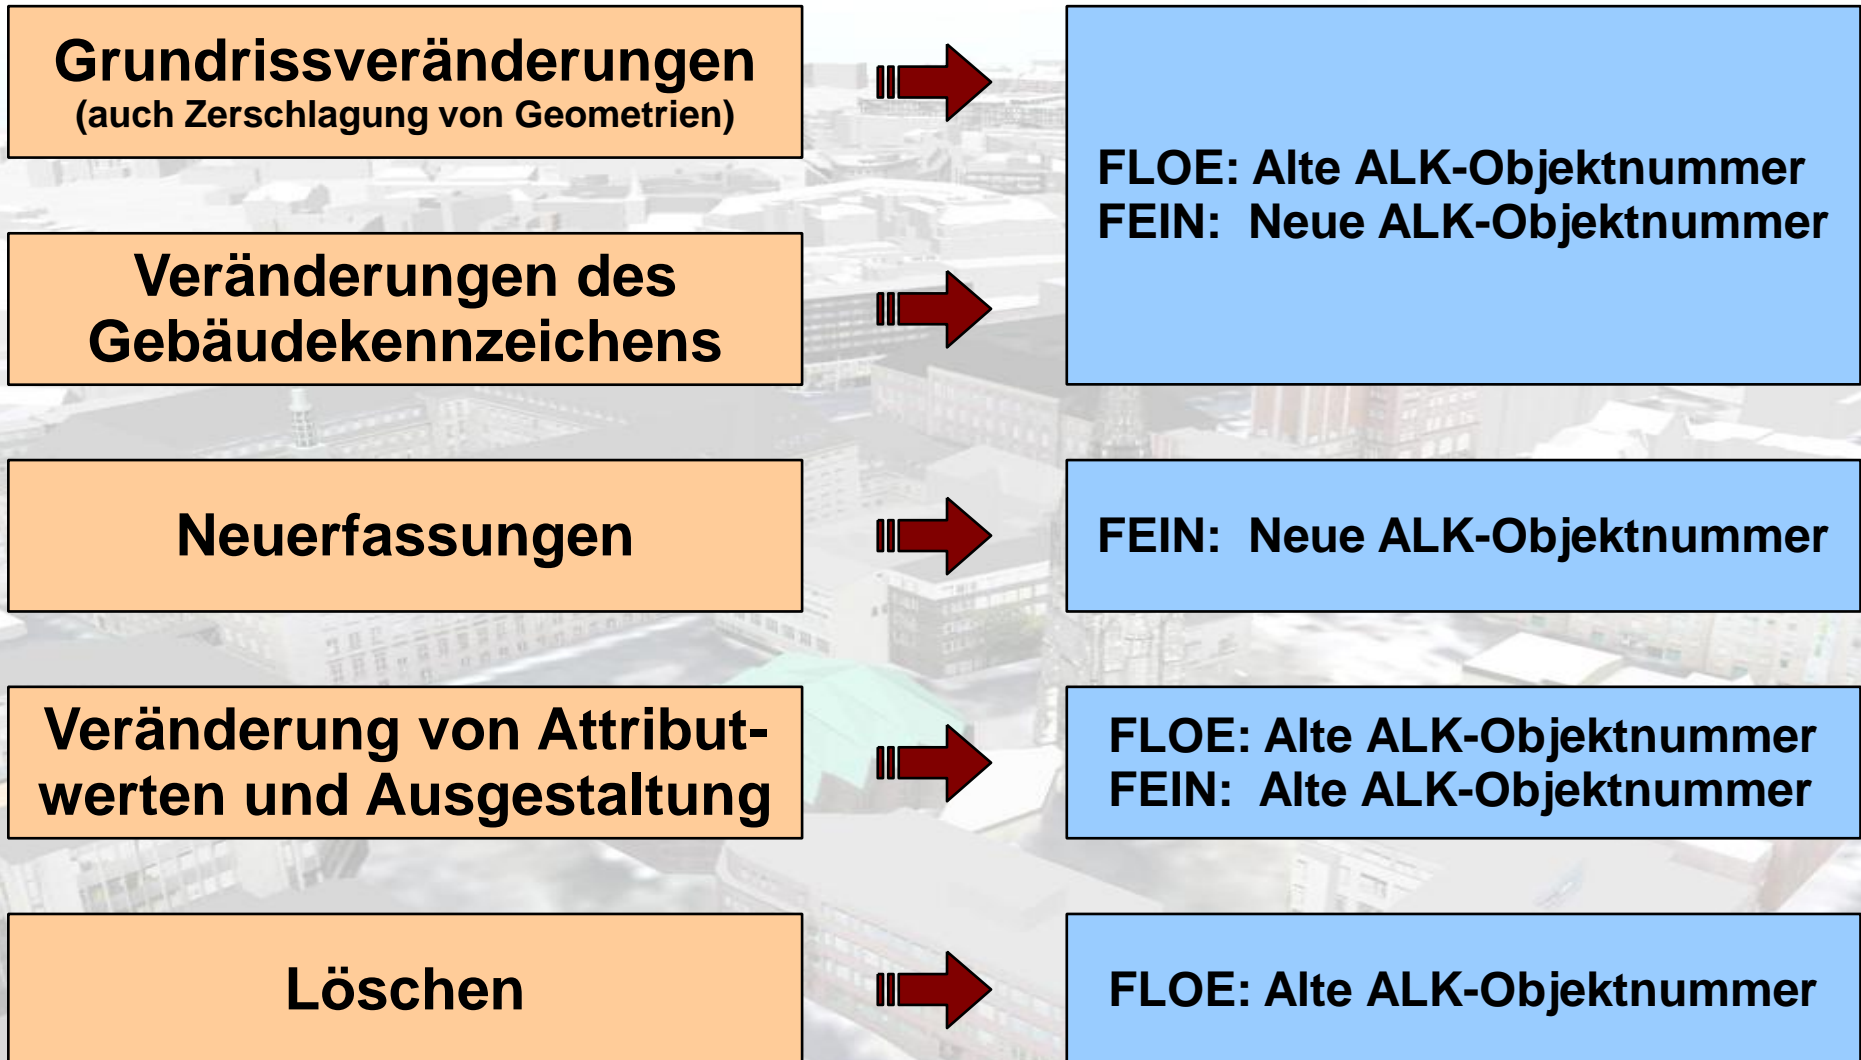 Grundrissveränderungen
(auch Zerschlagung von Geometrien)
FLOE: Alte ALK-Objektnummer
FEIN: Neue ALK-Objektnummer
Veränderungen des
Gebäudekennzeichens
Neuerfassungen
FEIN: Neue ALK-Objektnummer
Veränderung von Attribut-
werten und Ausgestaltung
FLOE: Alte ALK-Objektnummer
FEIN: Alte ALK-Objektnummer
Löschen
FLOE: Alte ALK-Objektnummer